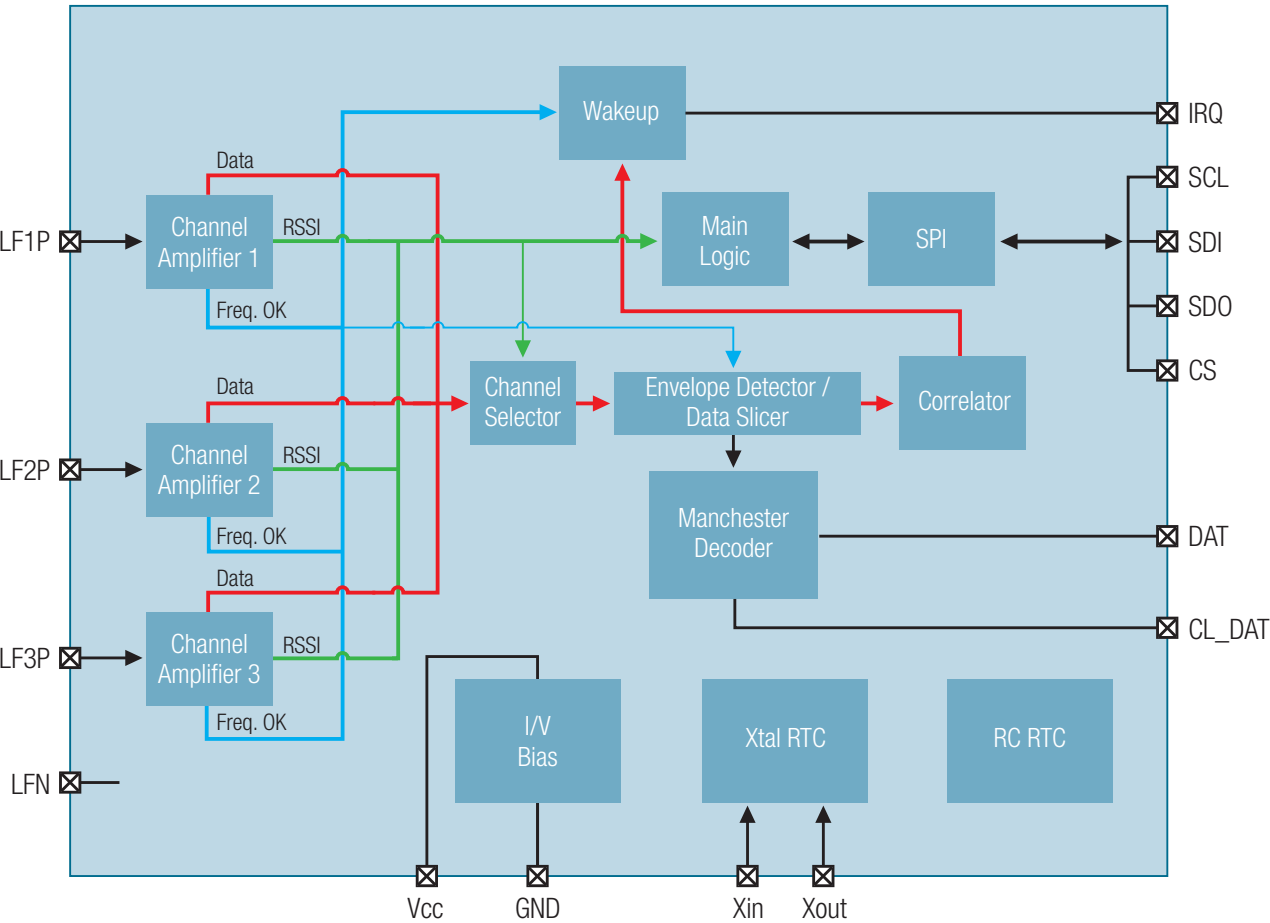 Wakeup
IRQ
Data
SCL
LF1P
Channel
Amplifier 1
RSSI
Main
Logic
SPI
SDI
Freq. OK
SDO
Data
Channel
Selector
Envelope Detector /
Data Slicer
Correlator
CS
LF2P
Channel
Amplifier 2
RSSI
Manchester
Decoder
DAT
Freq. OK
Data
LF3P
Channel
Amplifier 3
RSSI
CL_DAT
Freq. OK
I/V
Bias
Xtal RTC
RC RTC
LFN
Vcc
GND
Xin
Xout